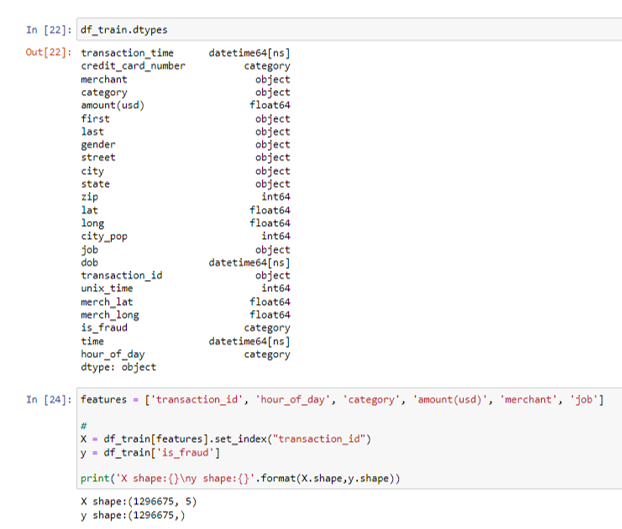 In [22]: df_train.dtypes
Out[22]: transaction_time datetime64[ns]
credit_card_number category
merchant object
category object
amount(usd) float64
first object
last object
gender object
street object
city object
state object
zip int64
lat float64
long float64
city_pop int64
job object
dob datetime64[ns]
transaction_id object
unix_time int64
merch_lat float64
merch_long float64
is_fraud category
time datetime64[ns]
hour_of_day category
dtype: object
In [24]: features = ['transaction_id', 'hour_of_day', 'category', 'amount(usd)', 'merchant', 'job']
#
X = df_train[features].set_index("transaction_id")
y = df_train['is_fraud']
print('X shape:{}\ny shape:{}'.format(X.shape,y.shape))
X shape:(1296675, 5)
y shape:(1296675,)